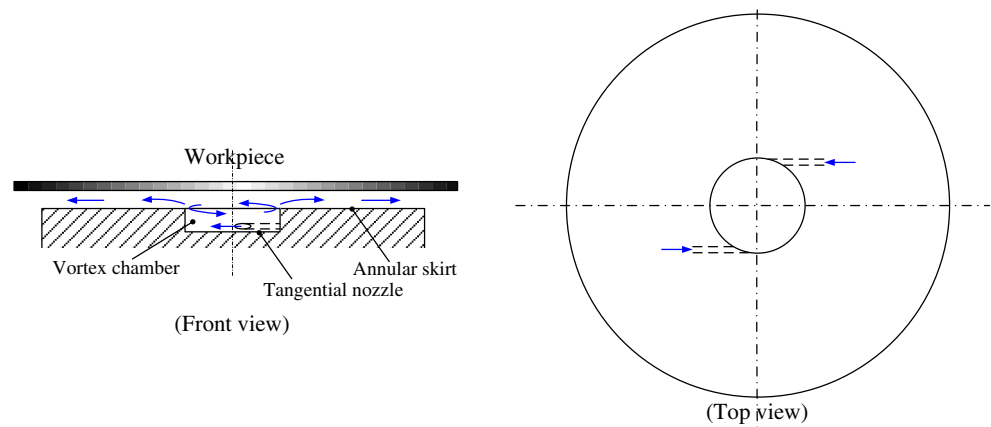 Workpiece
Vortex chamber
Annular skirt
Tangential nozzle
(Front view)
(Top view)